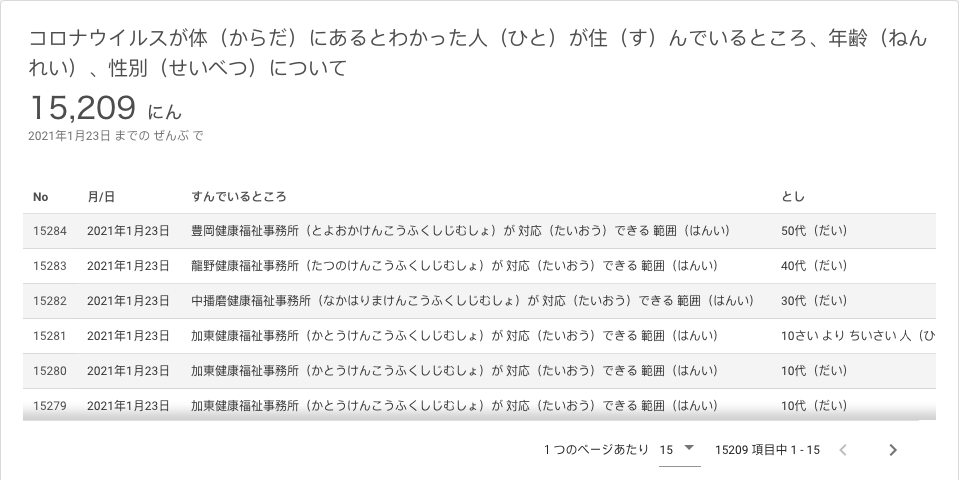 コロナウイルスが体（からだ）にあるとわかった人（ひと）が住（す）んでいるところ、年齢（ねん
れい）、性別（せいべつ）について
15,209 にん
2021年1月23日 までの ぜんぶ で
No 月/日 すんでいるところ とし
15284 2021年1月23日 豊岡健康福祉事務所（とよおかけんこうふくしじむしょ）が 対応（たいおう）できる 範囲（はんい） 50代（だい）
15283 2021年1月23日 龍野健康福祉事務所（たつのけんこうふくしじむしょ）が 対応（たいおう）できる 範囲（はんい） 40代（だい）
15282 2021年1月23日 中播磨健康福祉事務所（なかはりまけんこうふくしじむしょ）が 対応（たいおう）できる 範囲（はんい） 30代（だい）
15281 2021年1月23日 加東健康福祉事務所（かとうけんこうふくしじむしょ）が 対応（たいおう）できる 範囲（はんい） 10さい より ちいさい 人（ひ
15280 2021年1月23日 加東健康福祉事務所（かとうけんこうふくしじむしょ）が 対応（たいおう）できる 範囲（はんい） 10代（だい）
15279 2021年1月23日 加東健康福祉事務所（かとうけんこうふくしじむしょ）が 対応（たいおう）できる 範囲（はんい） 10代（だい）
1 つのページあたり 15 15209 項目中 1 - 15